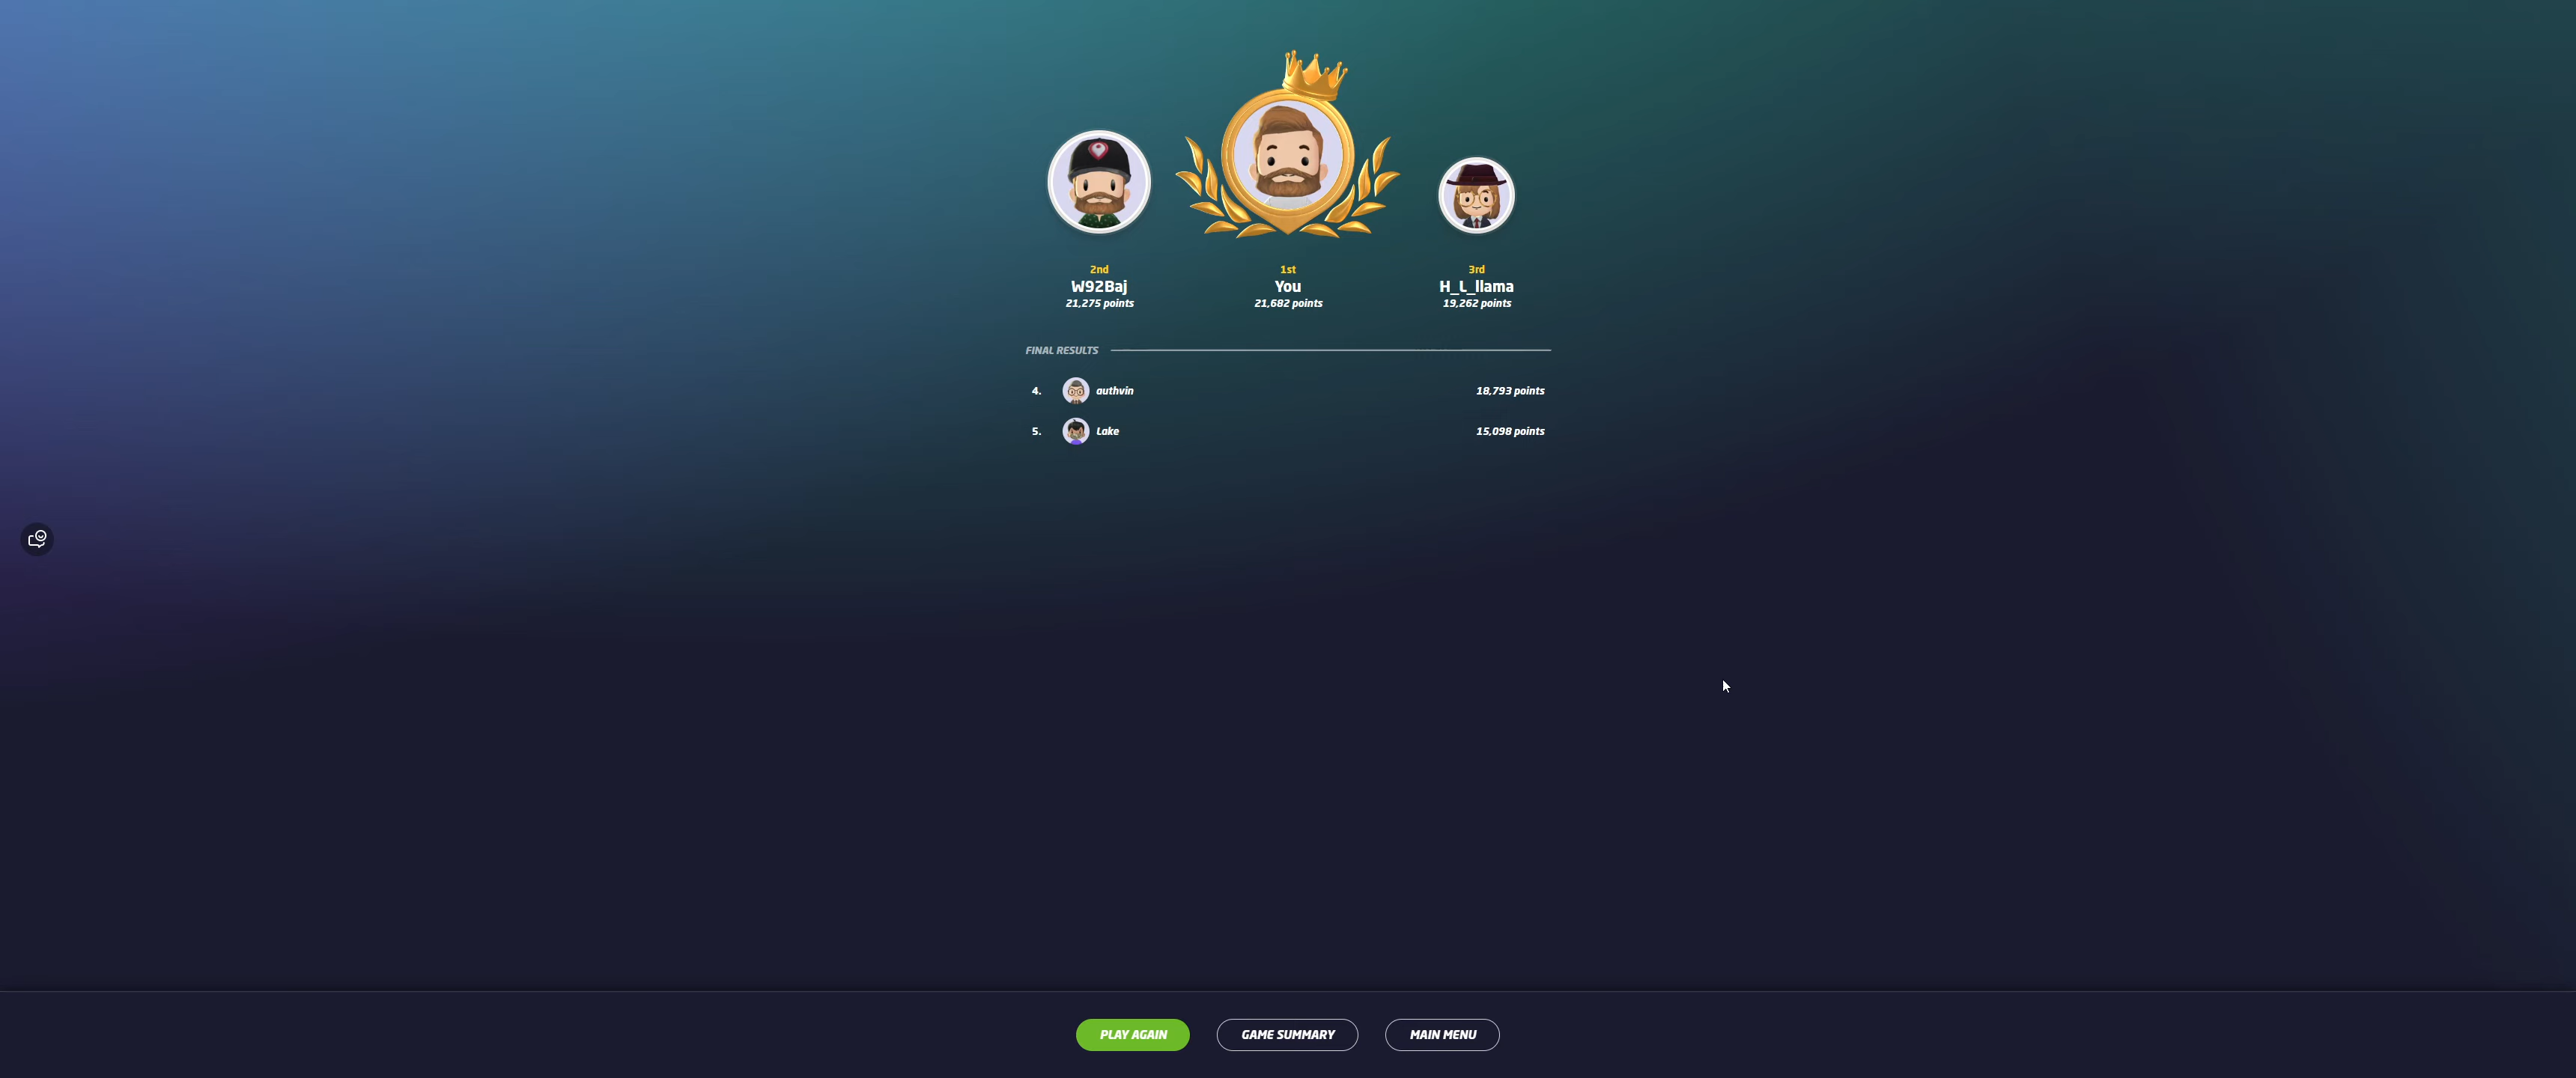 2nd
W92Baj
21,275 points
1st
You
21,682 points
3rd
H_L_llama
19,262 points
FINAL RESULTS
4. authvin 18,793 points
5. Lake 15,098 points
PLAY AGAIN GAME SUMMARY MAIN MENU